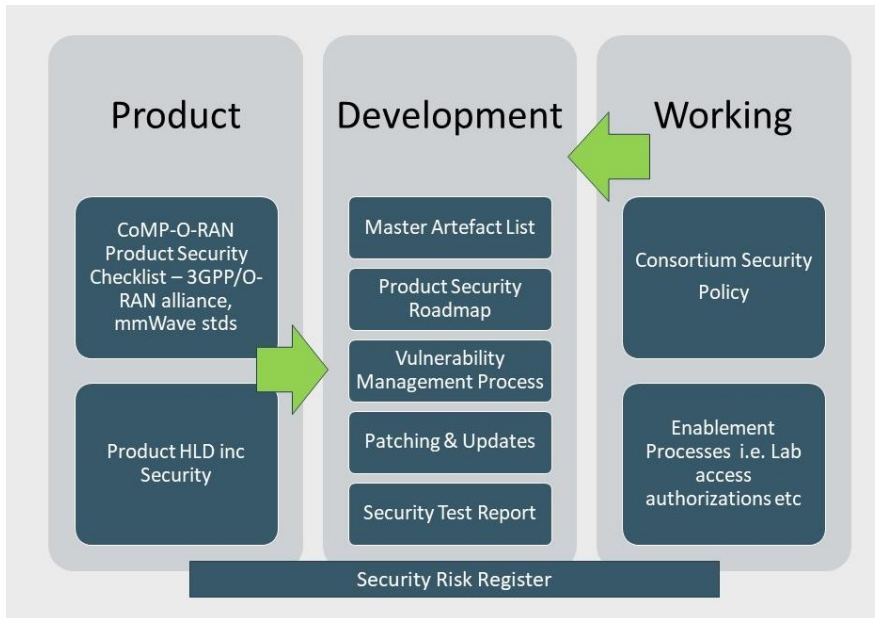 Product
CoMP-O-RAN
Product Security
Checklist – 3GPP/O-
RAN alliance,
mmWave stds
Product HLD inc
Security
Development
Master Artefact List
Product Security
Roadmap
Vulnerability
Management Process
Patching & Updates
Security Test Report
Working
Consortium Security
Policy
Enablement
Processes i.e. Lab
access
authorizations etc
Security Risk Register